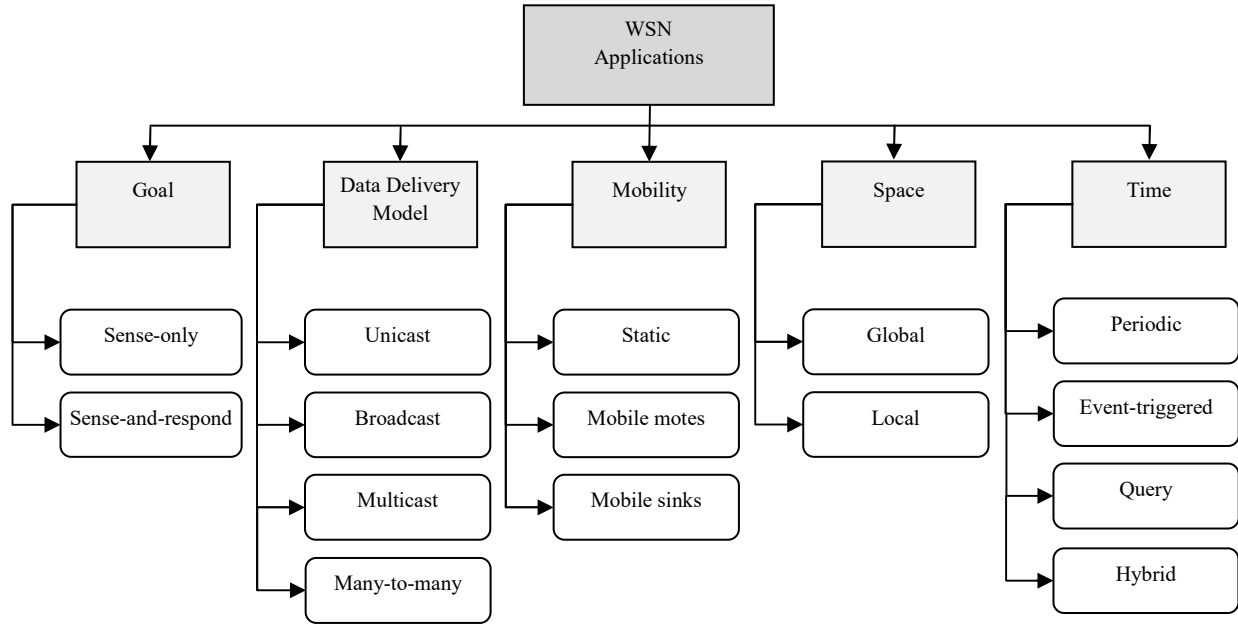 WSN
Applications
Goal
Data Delivery
Model
Mobility
Space
Time
Sense-only
Sense-and-respond
Unicast
Broadcast
Multicast
Many-to-many
Static
Mobile motes
Mobile sinks
Global
Local
Periodic
Event-triggered
Query
Hybrid